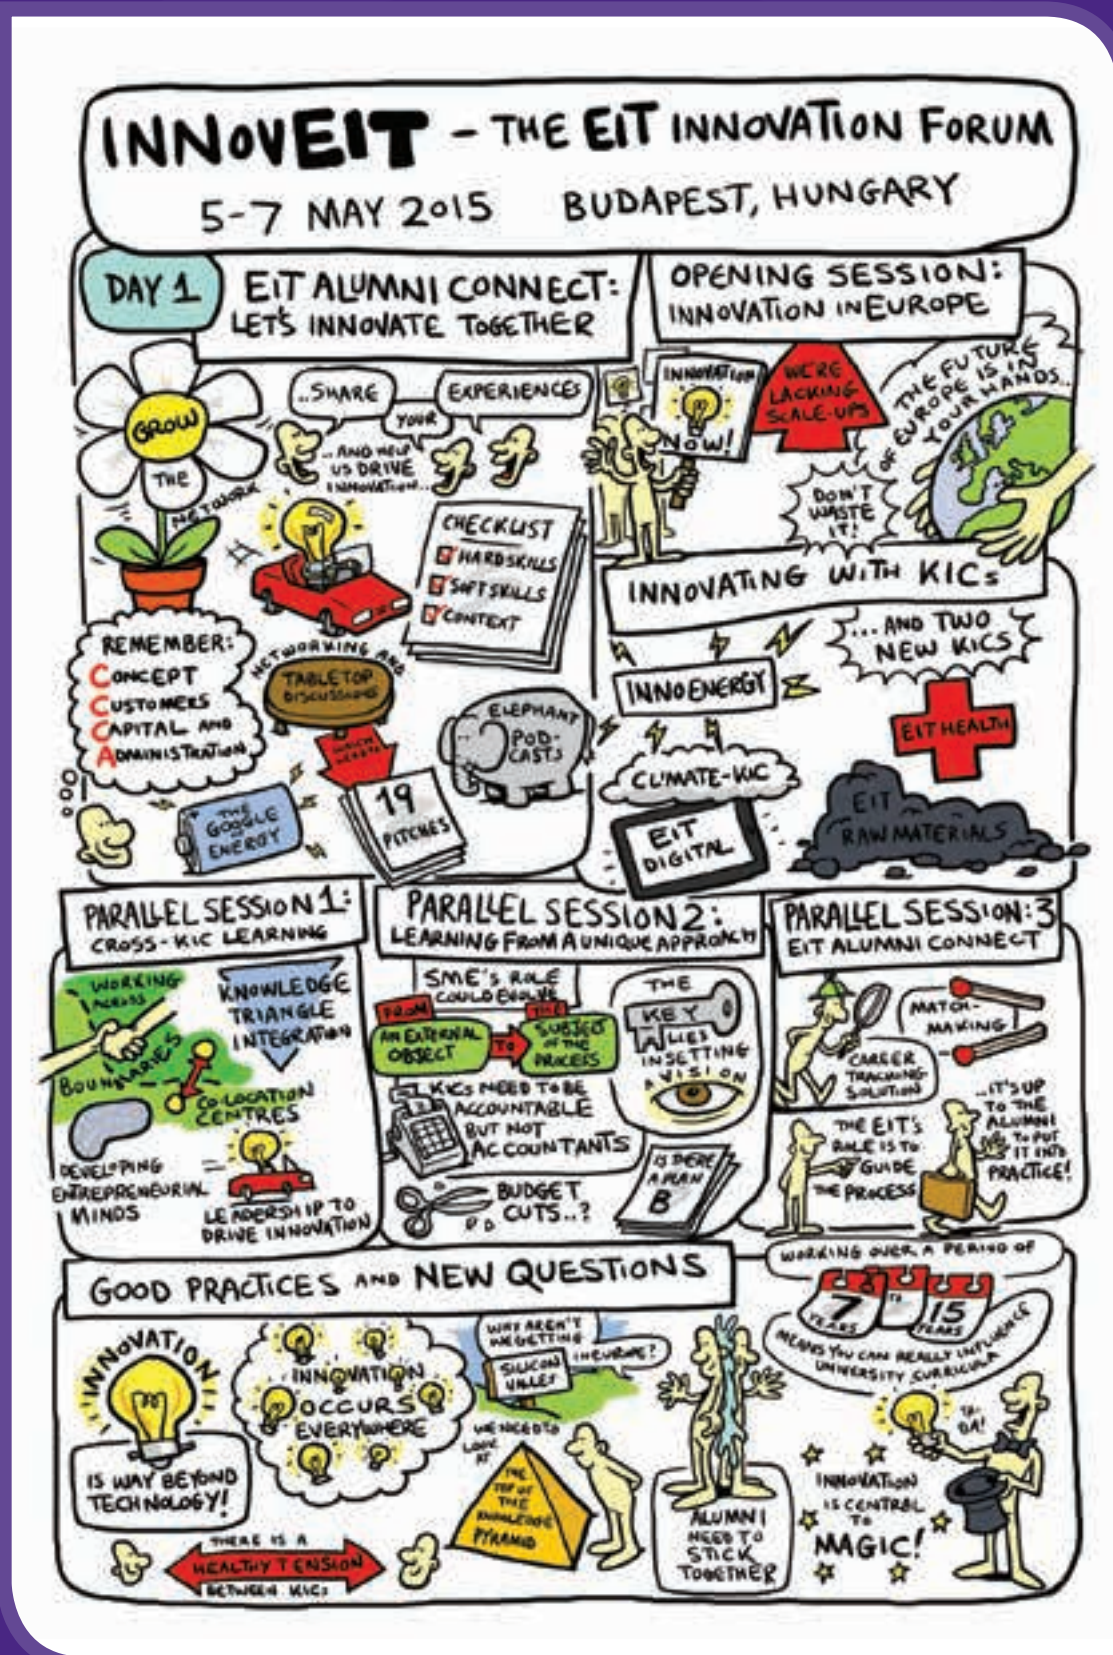 INNOVEIT - THE EIT INNOVATION FORUM
5-7 MAY 2015 BUDAPEST, HUNGARY
DAY 1
EIT ALUMNI CONNECT:
LET'S INNOVATE TOGETHER
GROW
THE
NETWORK
..SHARE
YOUR
EXPERIENCES
...AND HELP
US DRIVE
INNOVATION...
CHECKLIST
HARD SKILLS
SOFT SKILLS
CONTEXT
REMEMBER:
CONCEPT
CUSTOMERS
CAPITAL AND
ADMINISTRATION
NETWORKING AND
TABLETOP
DISCUSSIONS
ELEPHANT
POD-
CASTS
THE
GOOGLE
OF
ENERGY
19
PITCHES
OPENING SESSION:
INNOVATION IN EUROPE
INNOVATION
NOW!
WE'RE
LACKING
SCALE-UPS
THE FUTURE
OF EUROPE IS IN
YOUR HANDS..
DON'T
WASTE
IT!
INNOVATING WITH KICs
INNOENERGY
CLIMATE-KIC
EIT
DIGITAL
...AND TWO
NEW KICS
EIT HEALTH
EIT
RAW MATERIALS
PARALLEL SESSION 1:
CROSS-KIC LEARNING
WORKING
ACROSS
BOUNDARIES
KNOWLEDGE
TRIANGLE
INTEGRATION
CO-LOCATION
CENTRES
DEVELOPING
ENTREPRENEURIAL
MINDS
LEADERSHIP TO
DRIVE INNOVATION
PARALLEL SESSION 2:
LEARNING FROM A UNIQUE APPROACH
SME'S ROLE
COULD EVOLVE
FROM
AN EXTERNAL
OBJECT
TO
THE
SUBJECT
OF THE
PROCESS
KICs NEED TO BE
ACCOUNTABLE
BUT NOT
ACCOUNTANTS
BUDGET
CUTS..?
THE
KEY
LIES
IN SETTING
A VISION
IS THERE
A PLAN
B
PARALLEL SESSION: 3
EIT ALUMNI CONNECT
MATCH-
MAKING
CAREER
TRACKING
SOLUTION
THE EIT'S
ROLE IS TO
GUIDE
THE PROCESS
...IT'S UP
TO THE
ALUMNI
TO PUT
IT INTO
PRACTICE!
GOOD PRACTICES AND NEW QUESTIONS
INNOVATION
IS WAY BEYOND
TECHNOLOGY!
INNOVATION
OCCURS
EVERYWHERE
THERE IS A
HEALTHY TENSION
BETWEEN KICs
WHY AREN'T
WE GETTING
SILICON
VALLEY
IN EUROPE?
WE NEED TO
LOOK
AT
THE
TOP OF
THE
KNOWLEDGE
PYRAMID
ALUMNI
NEED TO
STICK
TOGETHER
WORKING OVER A PERIOD OF
7
YEARS
TO
15
YEARS
MEANS YOU CAN REALLY INFLUENCE
UNIVERSITY CURRICULA
TA-
DA!
INNOVATION
IS CENTRAL
TO
MAGIC!